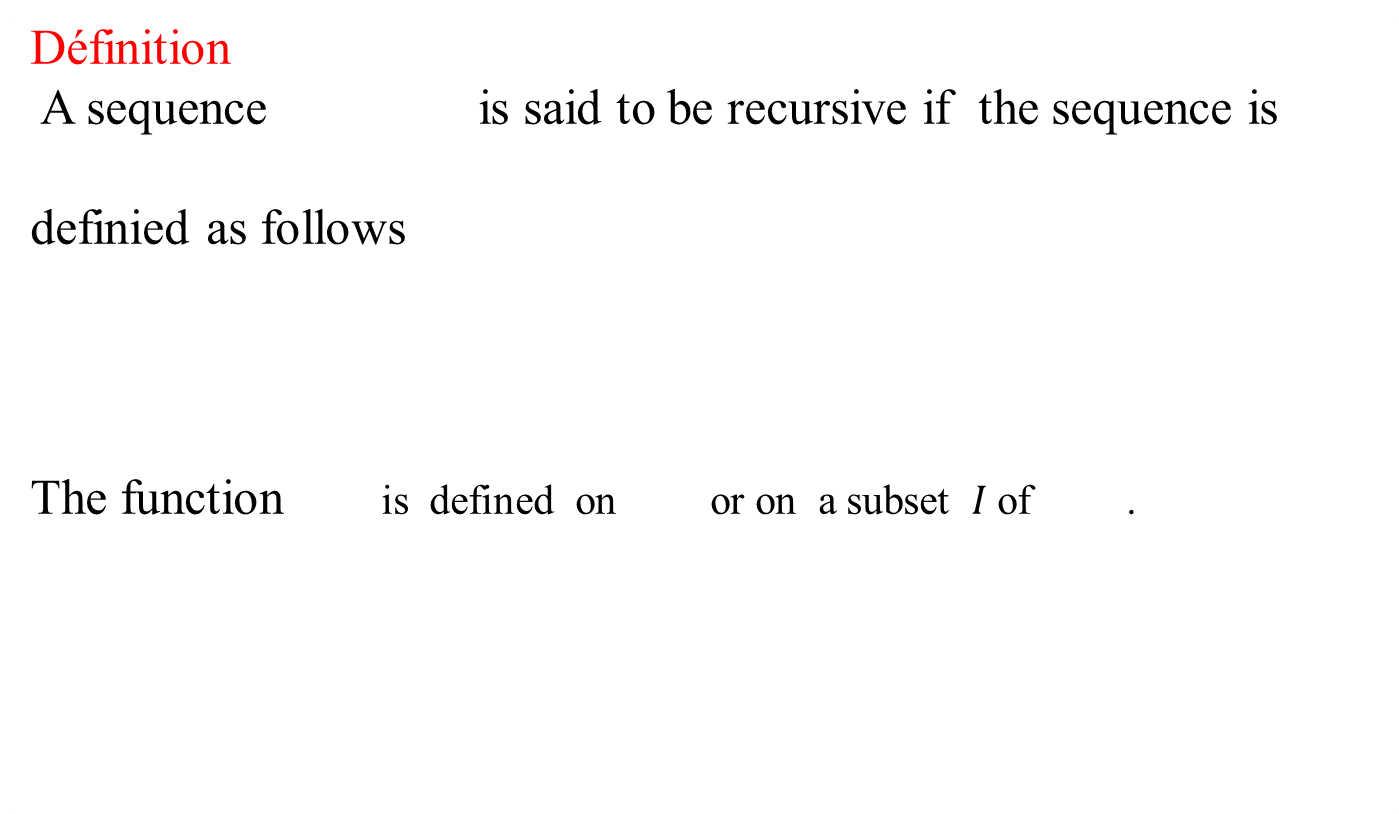 Définition
A sequence is said to be recursive if the sequence is
definied as follows
The function is defined on or on a subset I of .